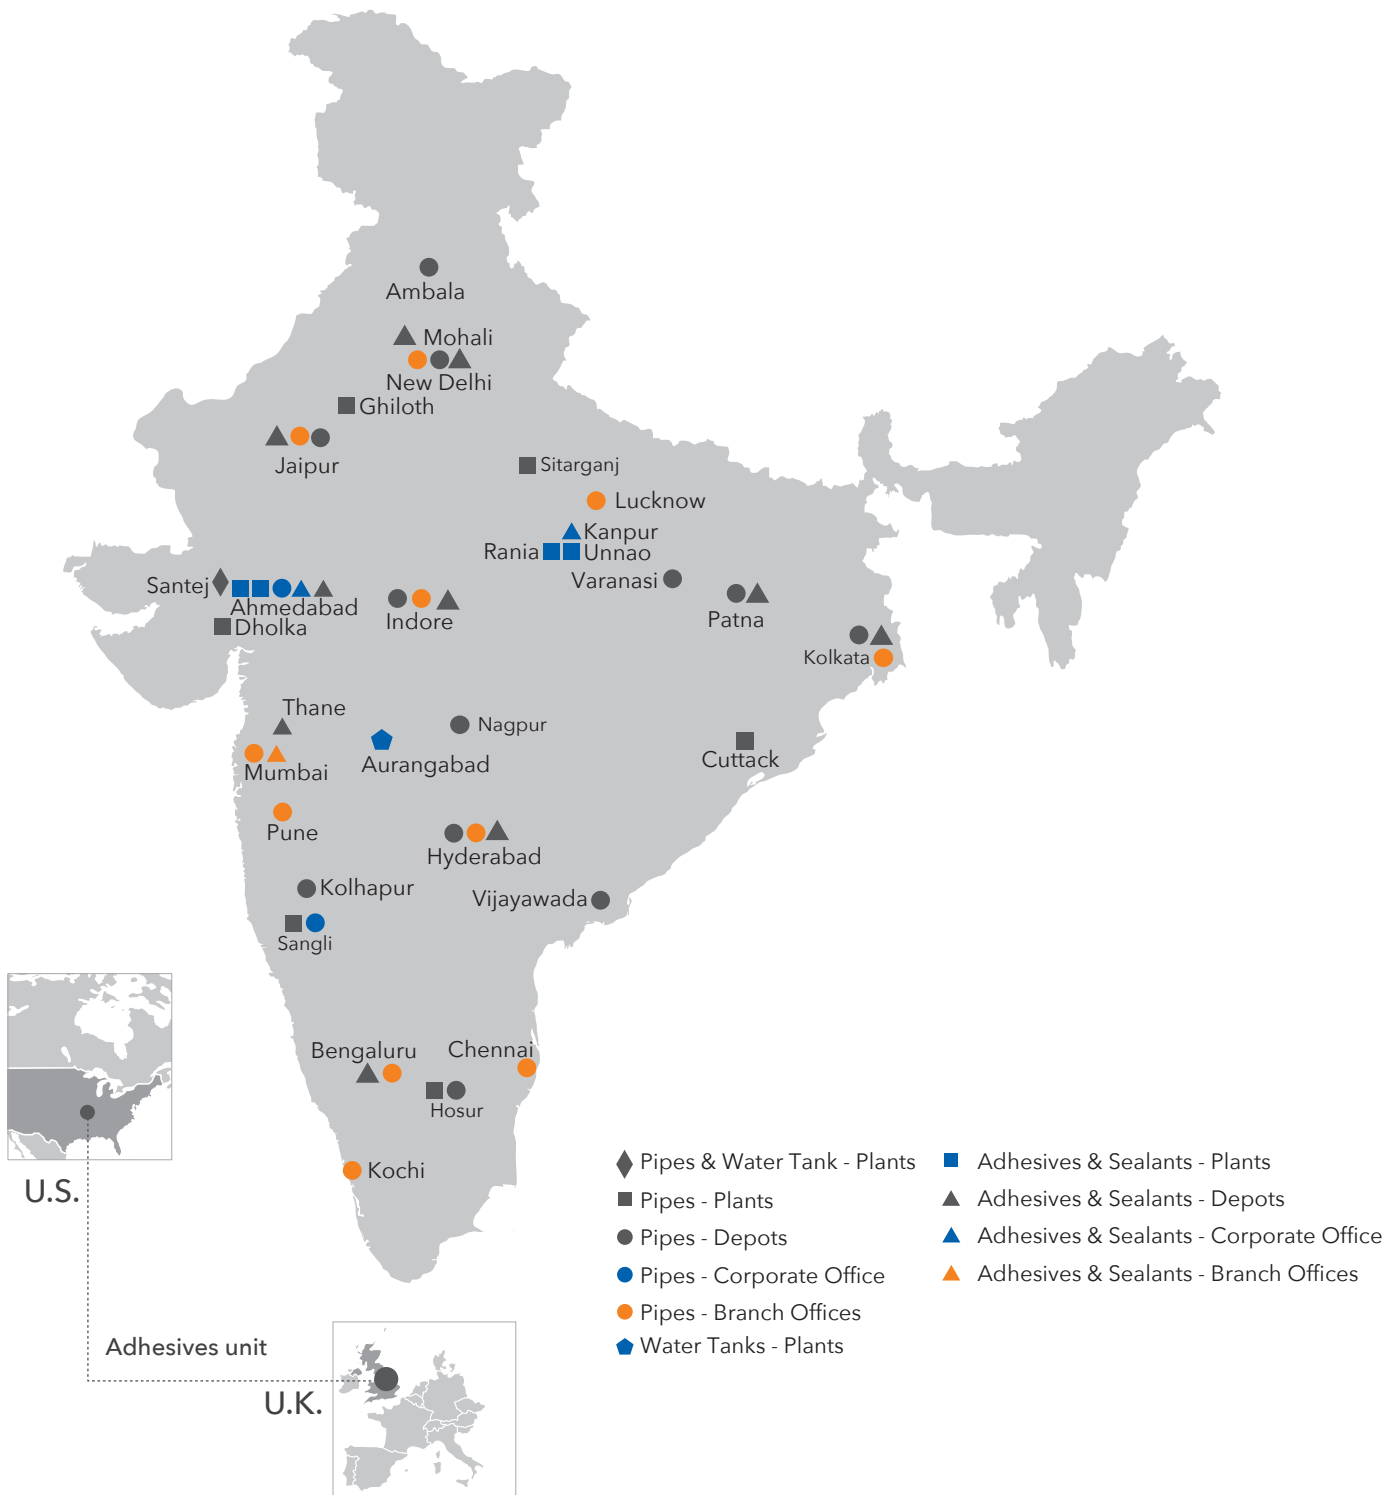 Ambala
Mohali
New Delhi
Ghiloth
Jaipur
Sitarganj
Lucknow
Kanpur
Rania
Unnao
Varanasi
Santej
Ahmedabad
Dholka
Indore
Patna
Kolkata
Thane
Nagpur
Aurangabad
Mumbai
Cuttack
Pune
Hyderabad
Kolhapur
Vijayawada
Sangli
Bengaluru
Chennai
Hosur
Kochi
U.S.
Adhesives unit
U.K.
Pipes & Water Tank - Plants
Pipes - Plants
Pipes - Depots
Pipes - Corporate Office
Pipes - Branch Offices
Water Tanks - Plants
Adhesives & Sealants - Plants
Adhesives & Sealants - Depots
Adhesives & Sealants - Corporate Office
Adhesives & Sealants - Branch Offices